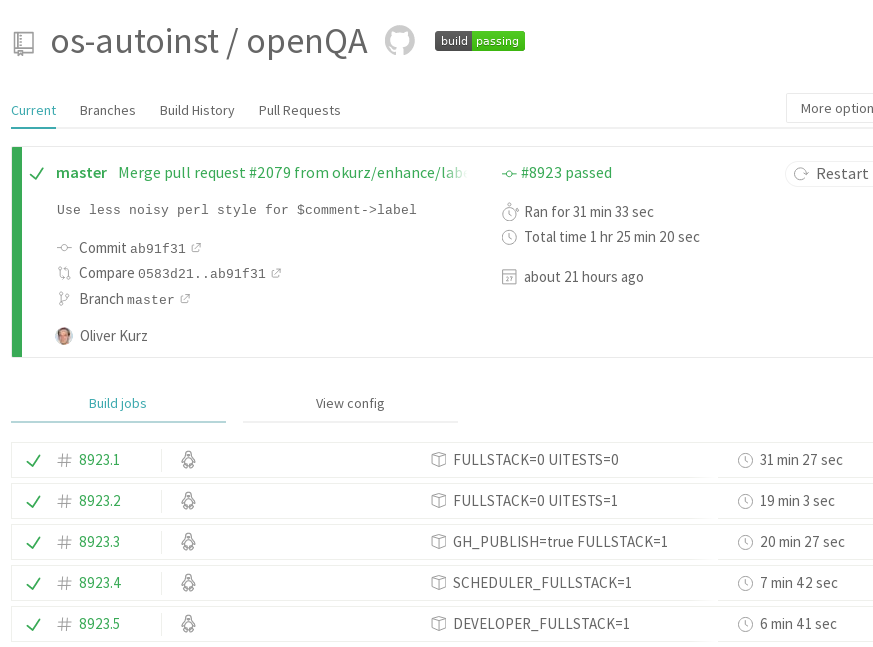 os-autoinst / openQA build passing
Current Branches Build History Pull Requests More option
master Merge pull request #2079 from okurz/enhance/lab
#8923 passed
Restart
Use less noisy perl style for $comment->label
Ran for 31 min 33 sec
Total time 1 hr 25 min 20 sec
Commit ab91f31
Compare 0583d21..ab91f31
about 21 hours ago
Branch master
Oliver Kurz
Build jobs View config
# 8923.1 FULLSTACK=0 UITESTS=0 31 min 27 sec
# 8923.2 FULLSTACK=0 UITESTS=1 19 min 3 sec
# 8923.3 GH_PUBLISH=true FULLSTACK=1 20 min 27 sec
# 8923.4 SCHEDULER_FULLSTACK=1 7 min 42 sec
# 8923.5 DEVELOPER_FULLSTACK=1 6 min 41 sec